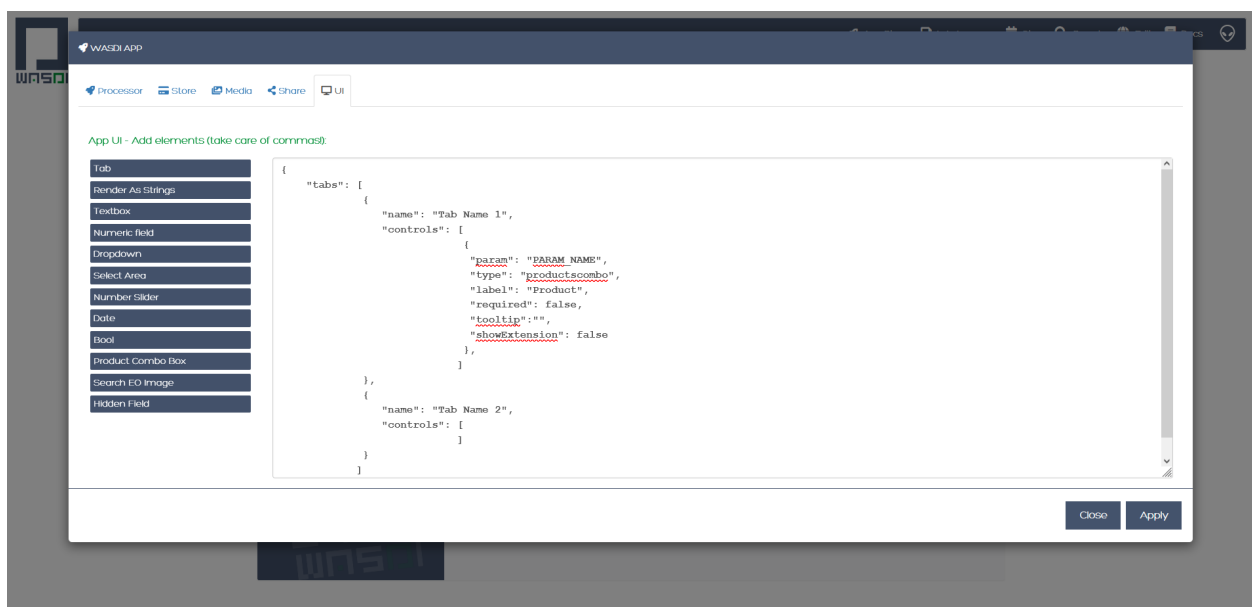 WASDI APP
Processor Store Media Share UI
App UI - Add elements (take care of commas!):
Tab
Render As Strings
Textbox
Numeric field
Dropdown
Select Area
Number Slider
Date
Bool
Product Combo Box
Search EO Image
Hidden Field
{
"tabs": [
{
"name": "Tab Name 1",
"controls": [
{
"param": "PARAM_NAME",
"type": "productscombo",
"label": "Product",
"required": false,
"tooltip":"",
"showExtension": false
},
]
},
{
"name": "Tab Name 2",
"controls": [
]
}
]
Close Apply